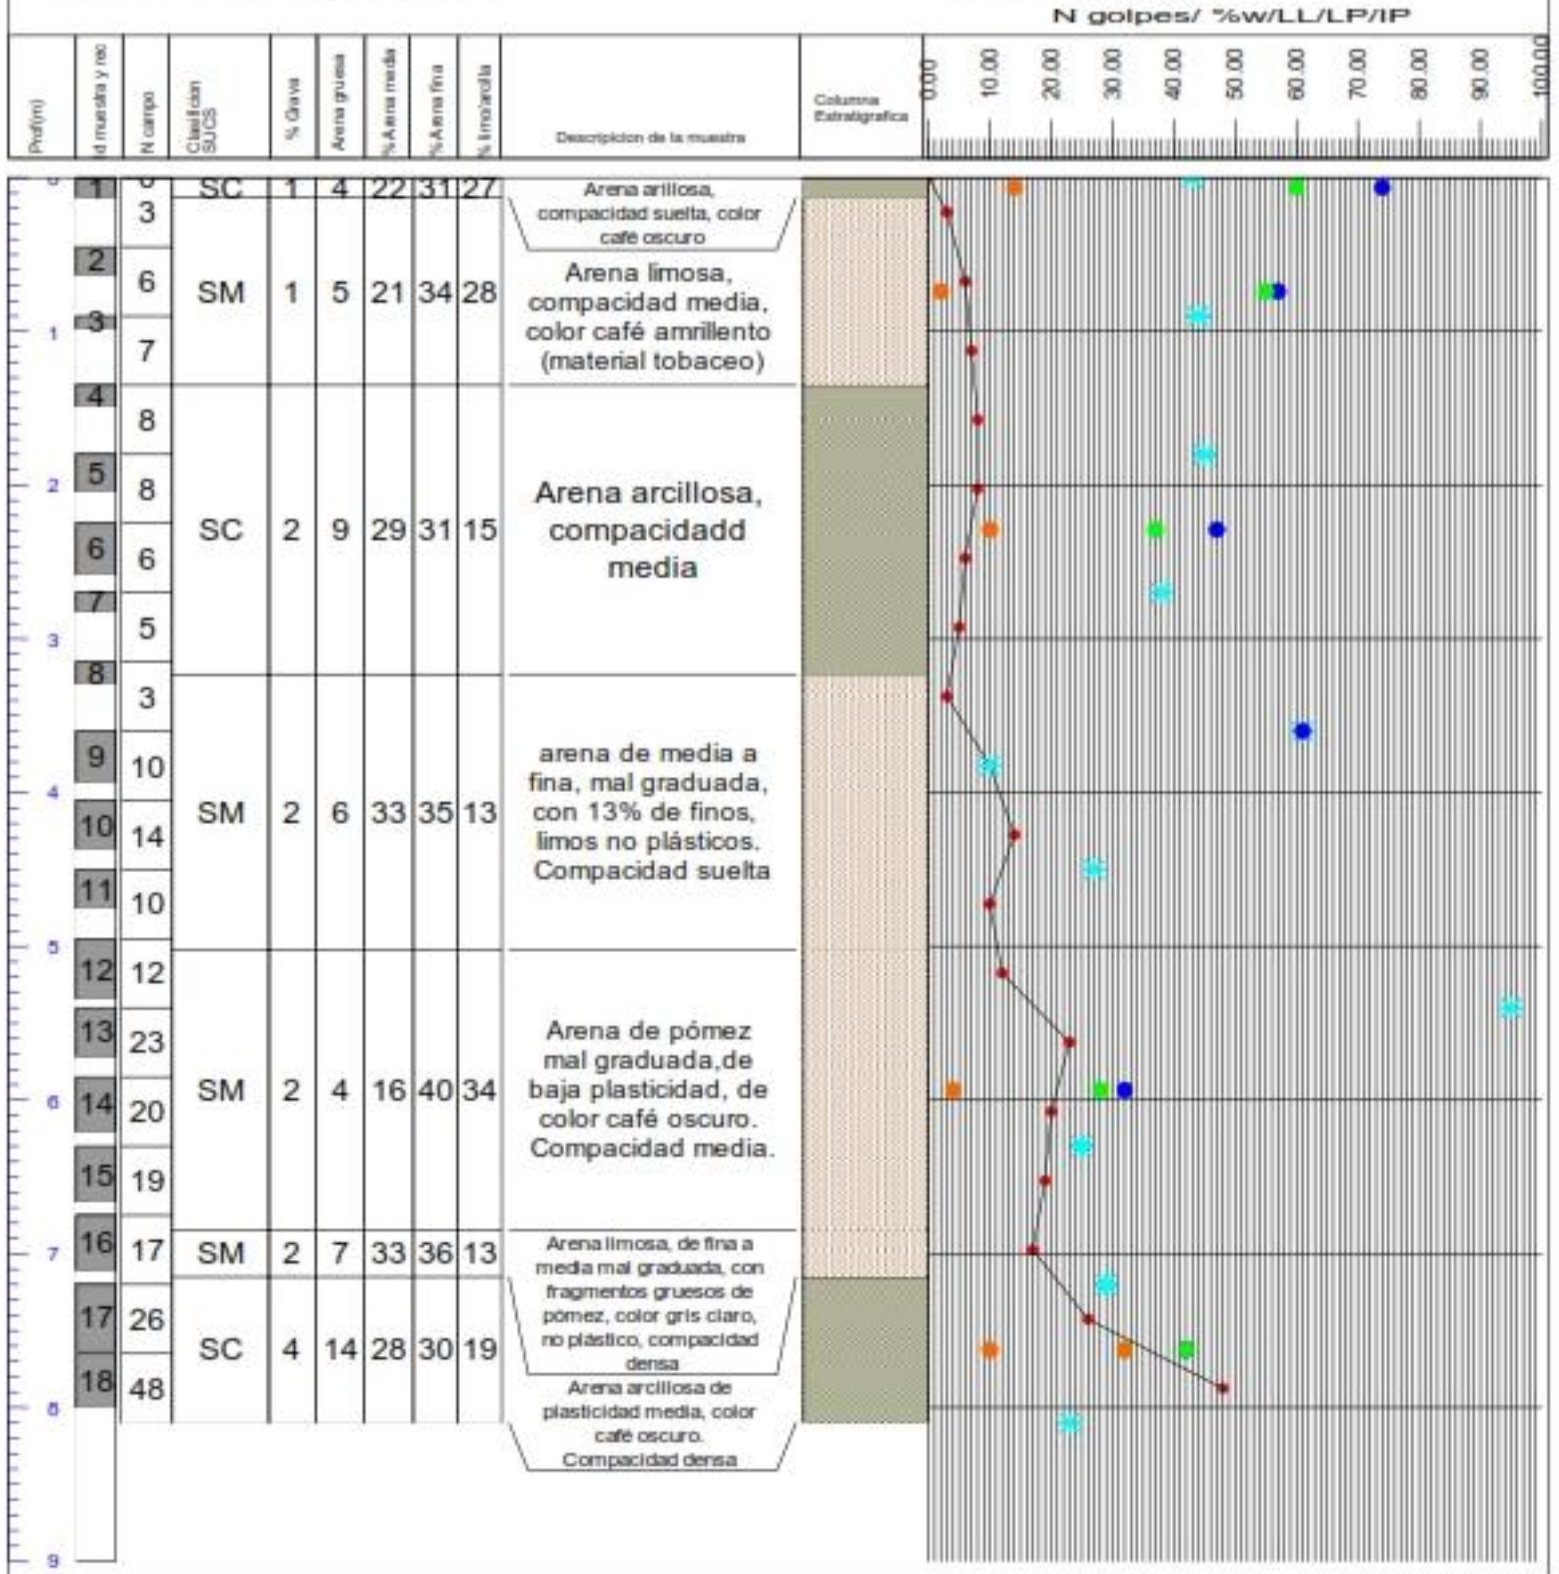 N golpes/ %w/LL/LP/IP
Prof(m)
Id muestra y rec
N campo
Clasificion SUCS
% Grava
Arena gruesa
% Arena media
% Arena fina
% limo/arcilla
Descripicion de la muestra
Columna
Estratigrafica
0.00 10.00 20.00 30.00 40.00 50.00 60.00 70.00 80.00 90.00 100.00
0
1 0 SC 1 4 22 31 27
Arena arillosa,
compacidad suelta, color
café oscuro
3
2
6 SM 1 5 21 34 28
Arena limosa,
compacidad media,
color café amrillento
(material tobaceo)
3
1
7
4
8
5
2 8
SC 2 9 29 31 15
Arena arcillosa,
compacidadd
media
6 6
7
5
3
8
3
9 10
4
SM 2 6 33 35 13
arena de media a
fina, mal graduada,
con 13% de finos,
limos no plásticos.
Compacidad suelta
10 14
11 10
5
12 12
13 23
SM 2 4 16 40 34
Arena de pómez
mal graduada,de
baja plasticidad, de
color café oscuro.
Compacidad media.
6
14 20
15 19
16 17
7 SM 2 7 33 36 13
Arena limosa, de fina a
media mal graduada, con
fragmentos gruesos de
pómez, color gris claro,
no plástico, compacidad
densa
17 26
SC 4 14 28 30 19
18 48
8
Arena arcillosa de
plasticidad media, color
café oscuro.
Compacidad densa
9